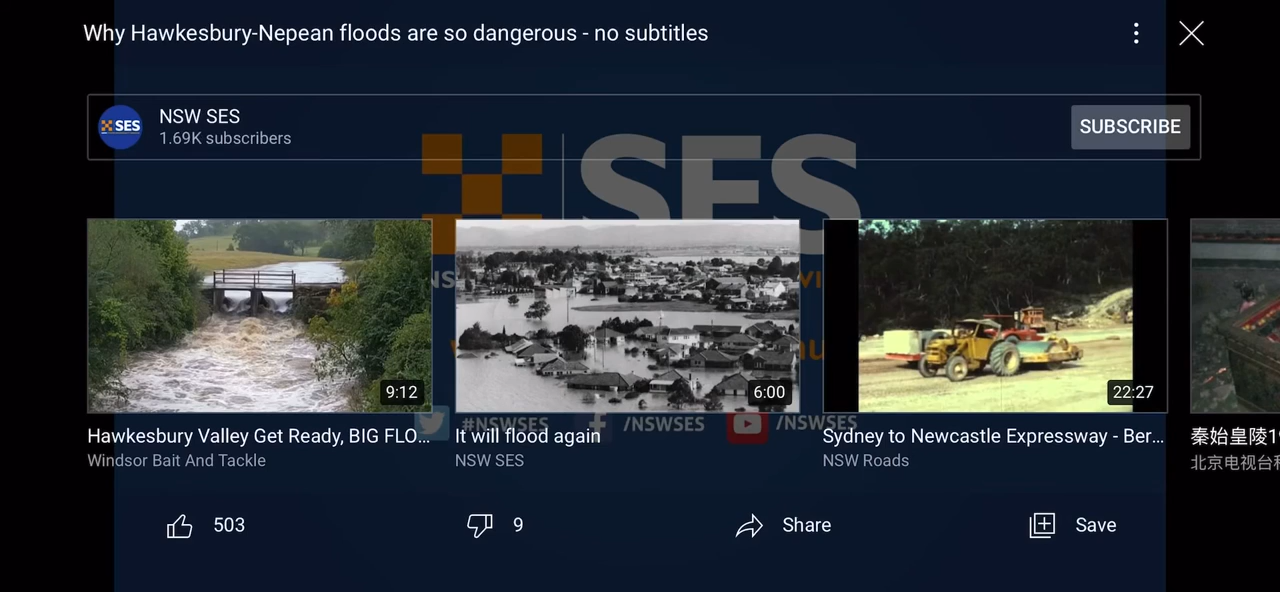 Why Hawkesbury-Nepean floods are so dangerous - no subtitles
SES
NSW SES
1.69K subscribers
SUBSCRIBE
SES
9:12
6:00
22:27
#NSWSES
/NSWSES
/NSWSES
Hawkesbury Valley Get Ready, BIG FLO...
Windsor Bait And Tackle
It will flood again
NSW SES
Sydney to Newcastle Expressway - Ber...
NSW Roads
秦始皇陵1
北京电视台
503
9
Share
Save